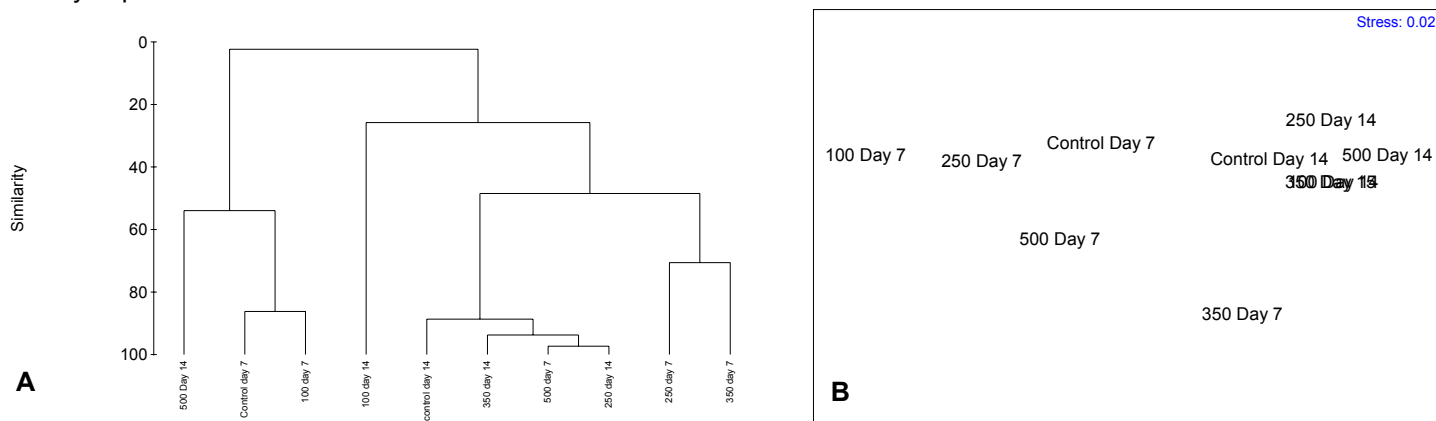 0
20
40
60
80
100
Similarity
500 Day 14
Control day 7
100 day 7
100 day 14
control day 14
350 day 14
500 day 7
250 day 14
250 day 7
350 day 7
A
Stress: 0.02
250 Day 14
Control Day 7
100 Day 7
250 Day 7
Control Day 14
500 Day 14
500 Day 7
350 Day 7
B